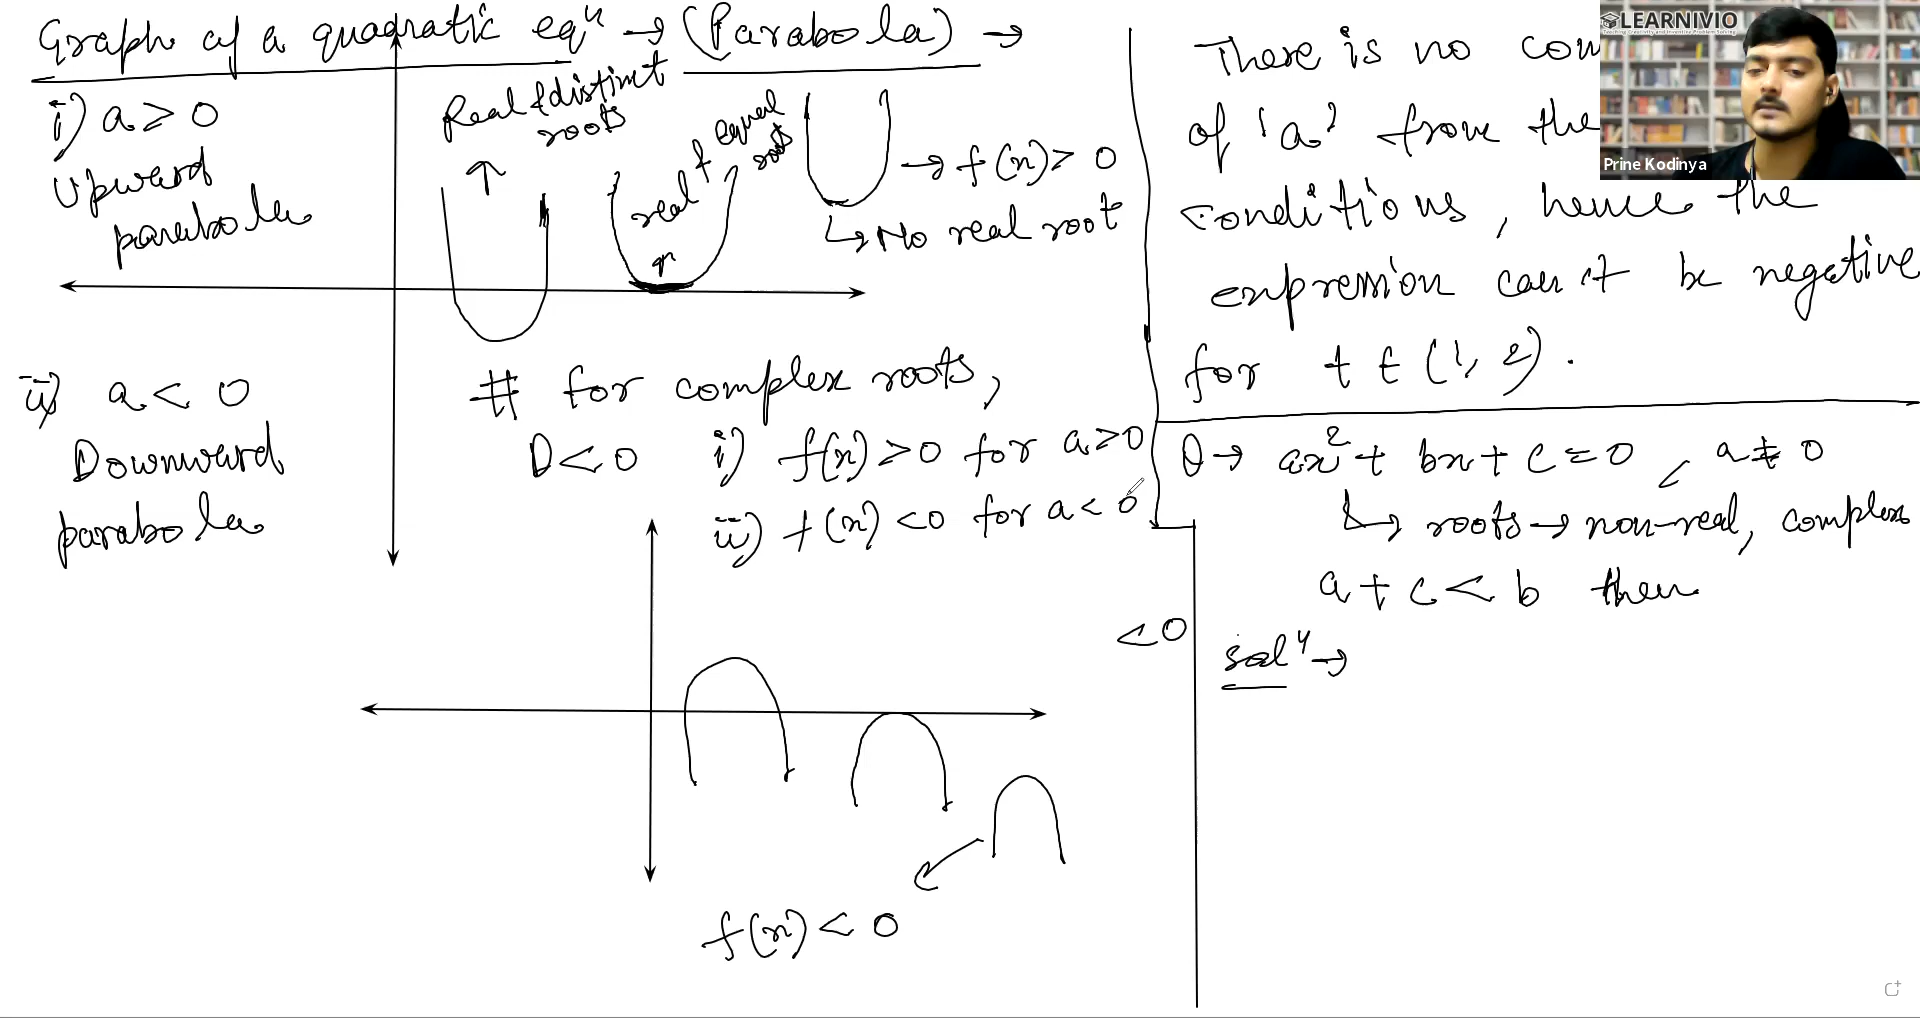 Graph of a quadratic eqⁿ → (Parabola) →
i) a > 0
Upward
parabola
Real & distinct
roots
real & equal
roots
→ f(x) > 0
↳ No real root
ii) a < 0
Downward
parabola
# for complex roots,
D < 0 i) f(x) > 0 for a > 0
ii) f(x) < 0 for a < 0
< 0
f(x) < 0
There is no
of 'a' from the
conditions, hence the
expression can't be negative
for t ∈ (1, 2).
Q → ax² + bx + c = 0, a ≠ 0
↳ roots → non-real, complex
a + c < b then
solⁿ →
LEARNIVIO
Prine Kodinya